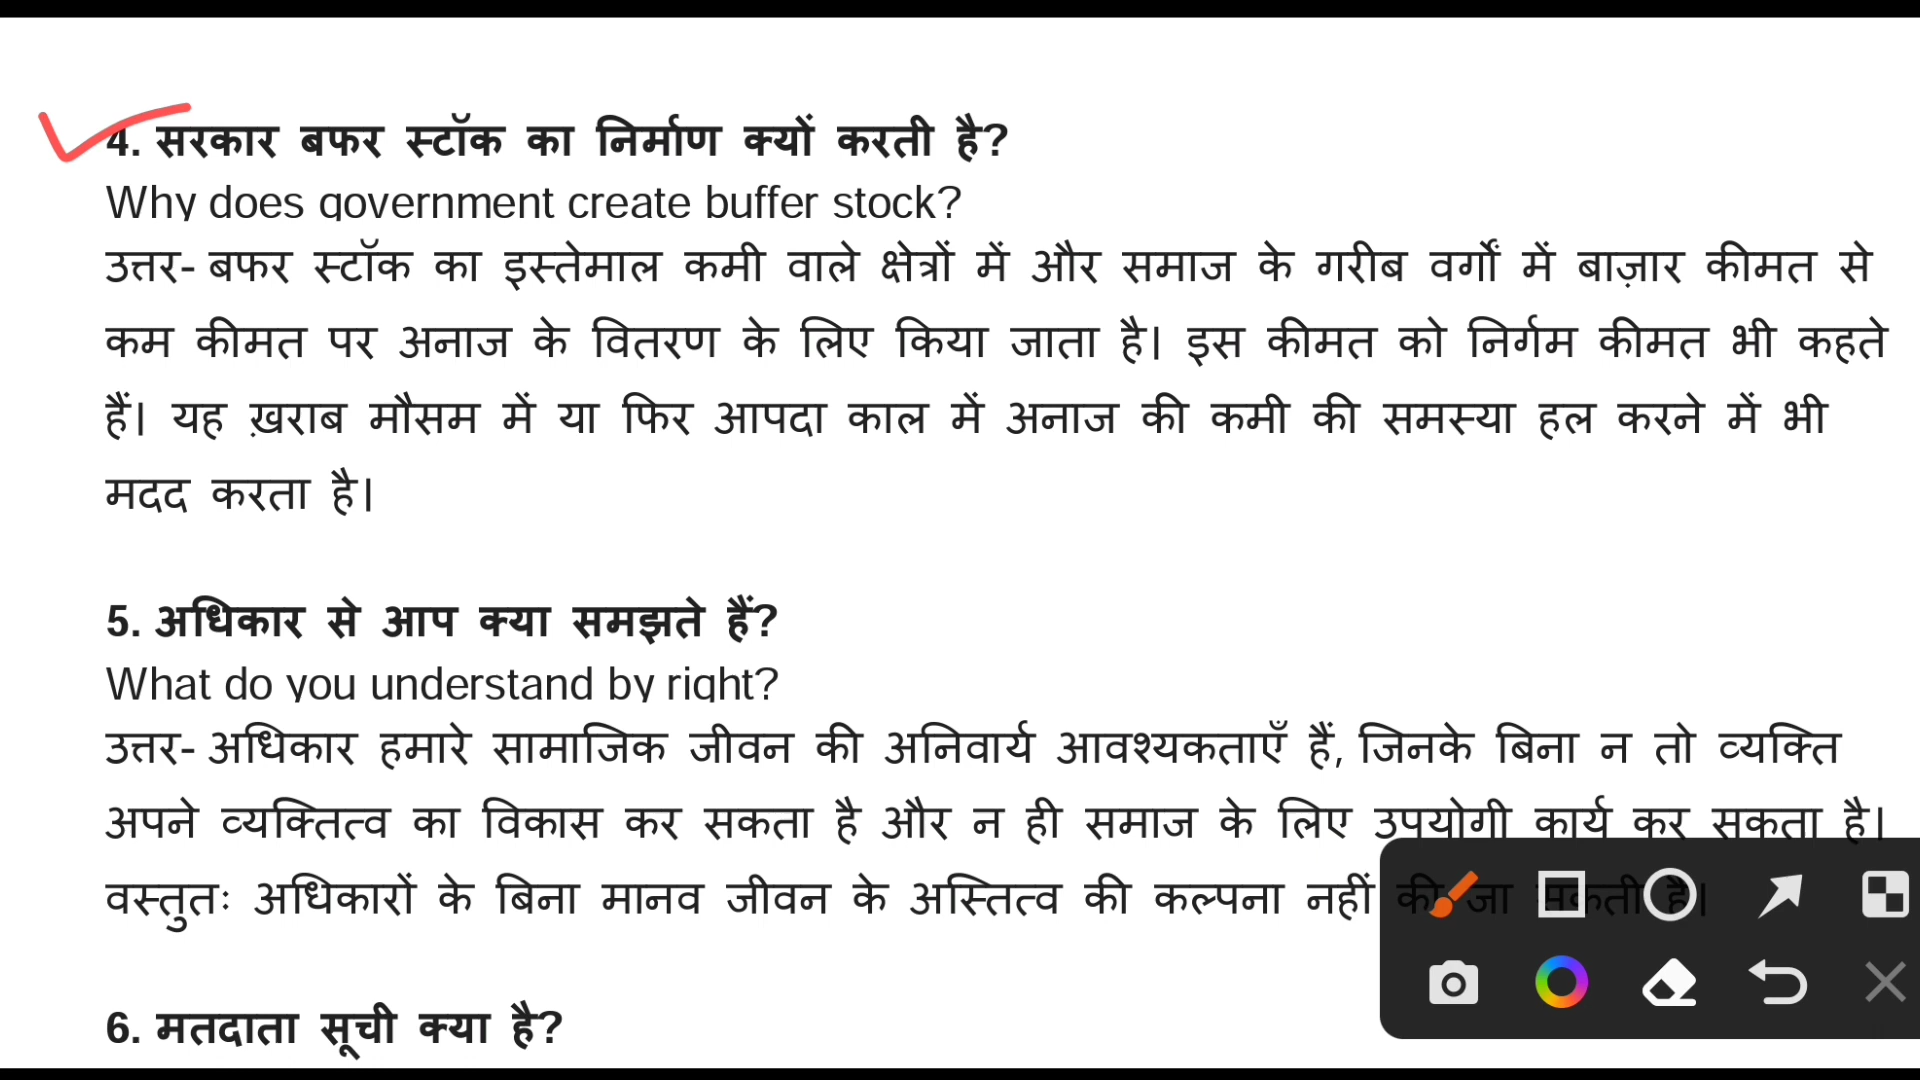 4. सरकार बफर स्टॉक का निर्माण क्यों करती है?
Why does government create buffer stock?
उत्तर- बफर स्टॉक का इस्तेमाल कमी वाले क्षेत्रों में और समाज के गरीब वर्गों में बाज़ार कीमत से
कम कीमत पर अनाज के वितरण के लिए किया जाता है। इस कीमत को निर्गम कीमत भी कहते
हैं। यह ख़राब मौसम में या फिर आपदा काल में अनाज की कमी की समस्या हल करने में भी
मदद करता है।
5. अधिकार से आप क्या समझते हैं?
What do you understand by right?
उत्तर- अधिकार हमारे सामाजिक जीवन की अनिवार्य आवश्यकताएँ हैं, जिनके बिना न तो व्यक्ति
अपने व्यक्तित्व का विकास कर सकता है और न ही समाज के लिए उपयोगी कार्य कर सकता है।
वस्तुतः अधिकारों के बिना मानव जीवन के अस्तित्व की कल्पना नहीं की जा सकती है।
6. मतदाता सूची क्या है?